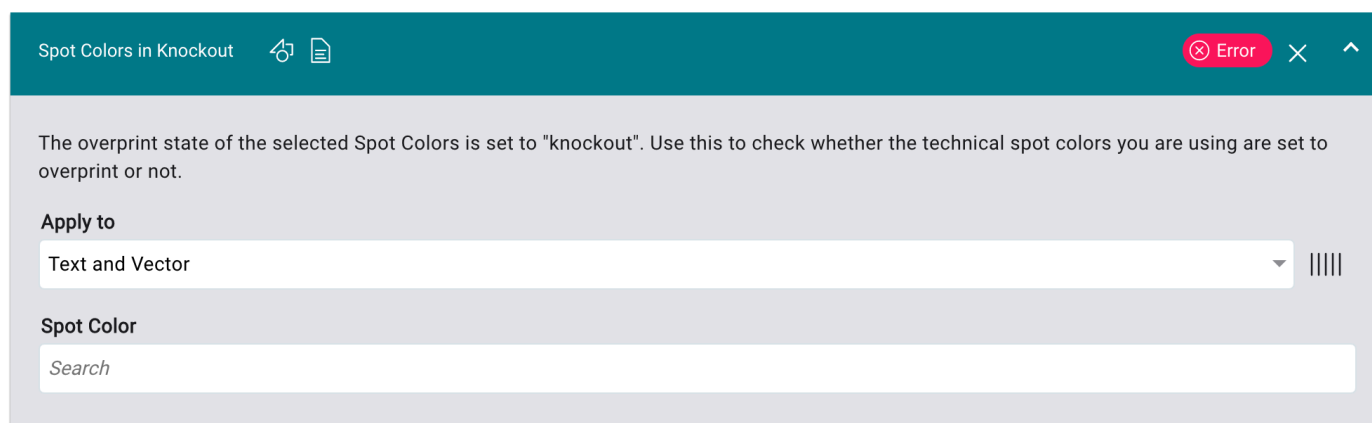 Spot Colors in Knockout
Error
The overprint state of the selected Spot Colors is set to "knockout". Use this to check whether the technical spot colors you are using are set to
overprint or not.
Apply to
Text and Vector
Spot Color
Search